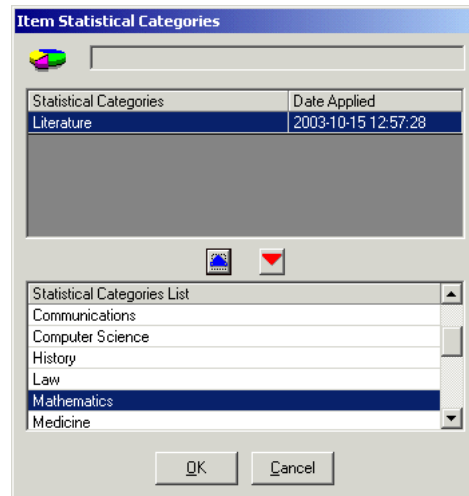 Item Statistical Categories
Statistical Categories Date Applied
Literature 2003-10-15 12:57:28
Statistical Categories List
Communications
Computer Science
History
Law
Mathematics
Medicine
OK Cancel